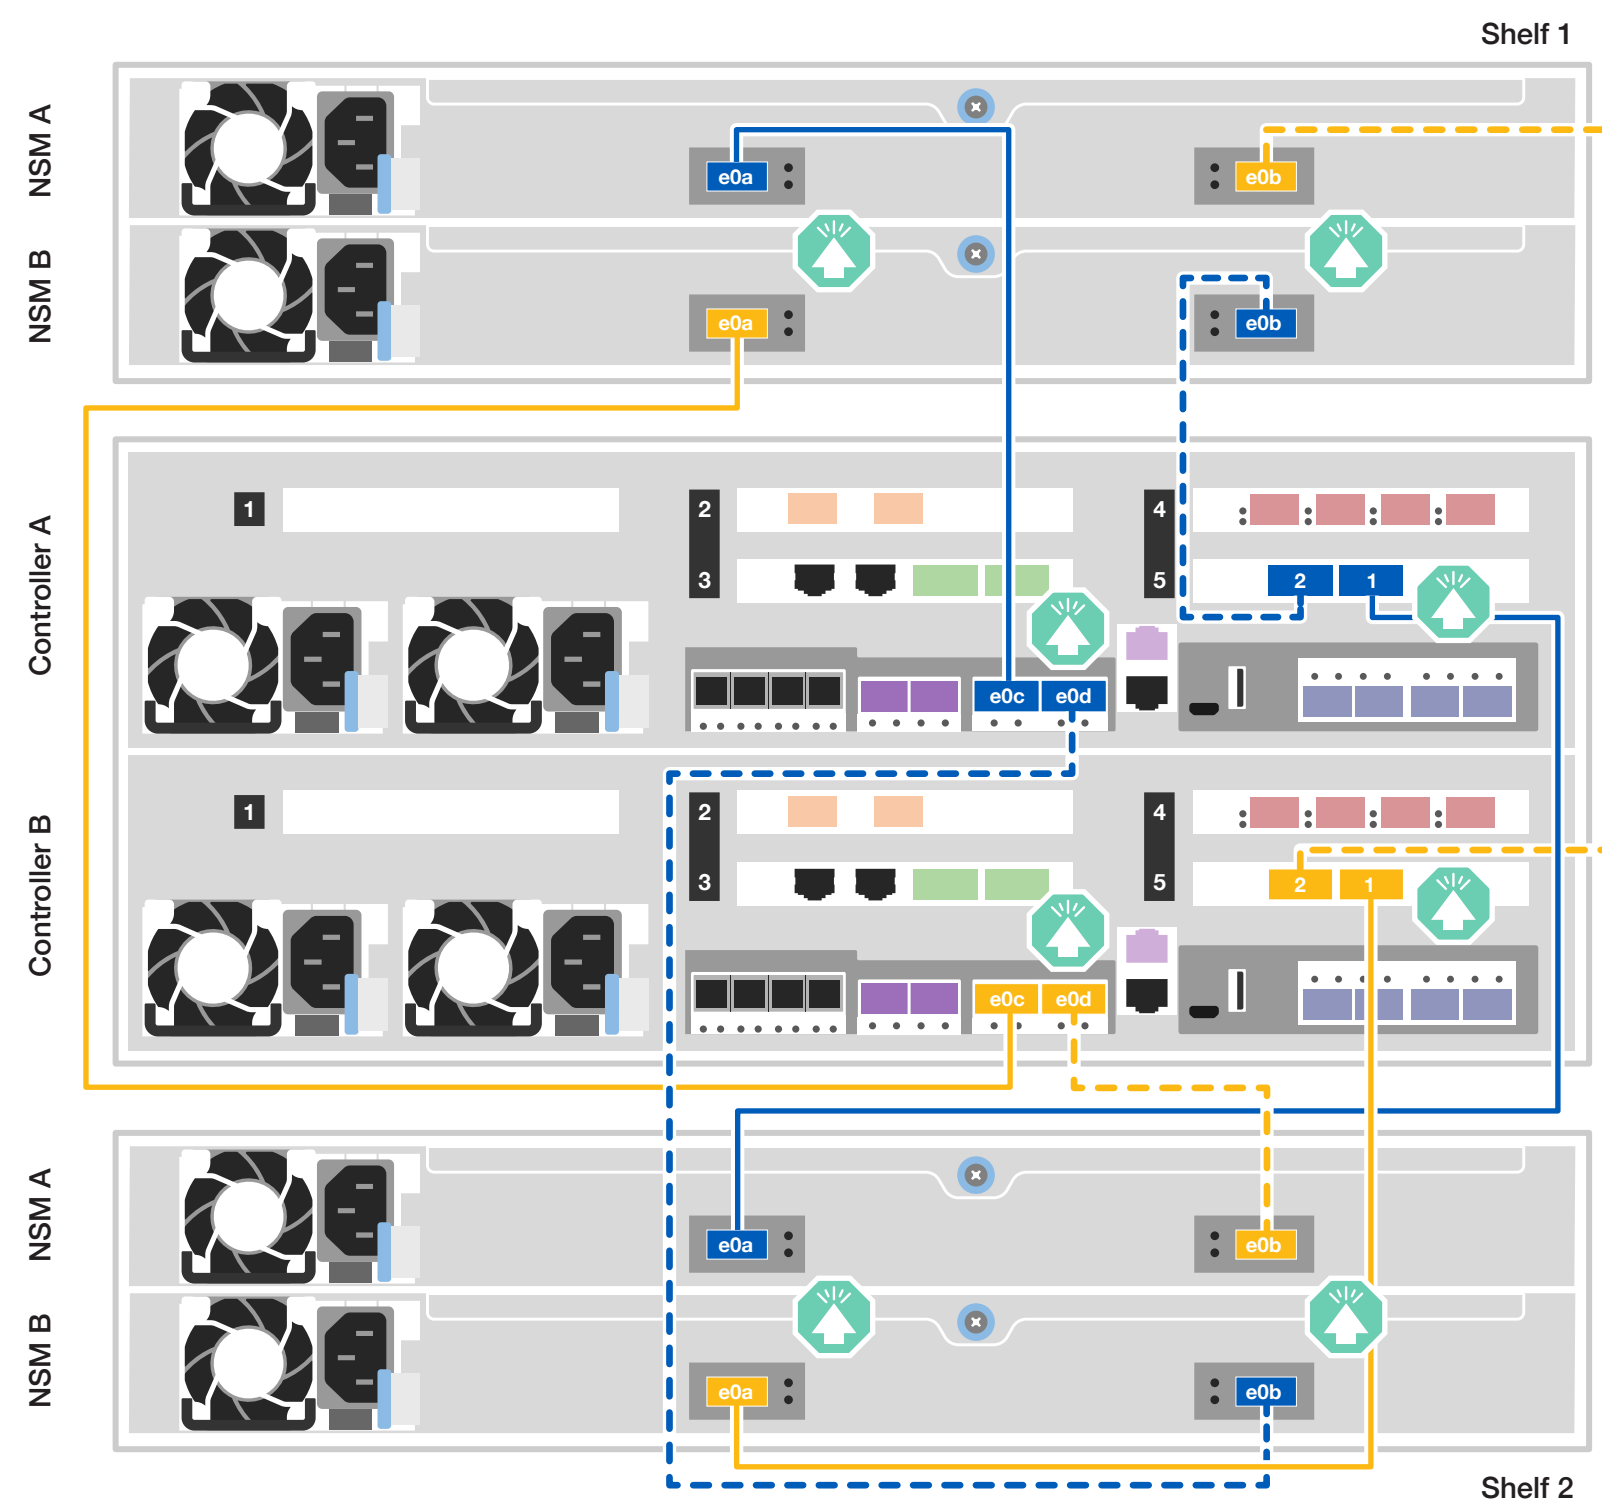 Shelf 1
NSM A
e0a
e0b
NSM B
e0a
e0b
Controller A
1
2
4
3
5
2
1
e0c
e0d
Controller B
1
2
4
3
5
2
1
e0c
e0d
NSM A
e0a
e0b
NSM B
e0a
e0b
Shelf 2